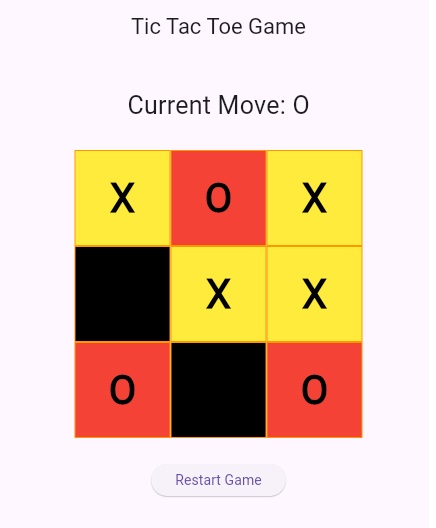 Tic Tac Toe Game
Current Move: O
X O X
X X
O O
Restart Game